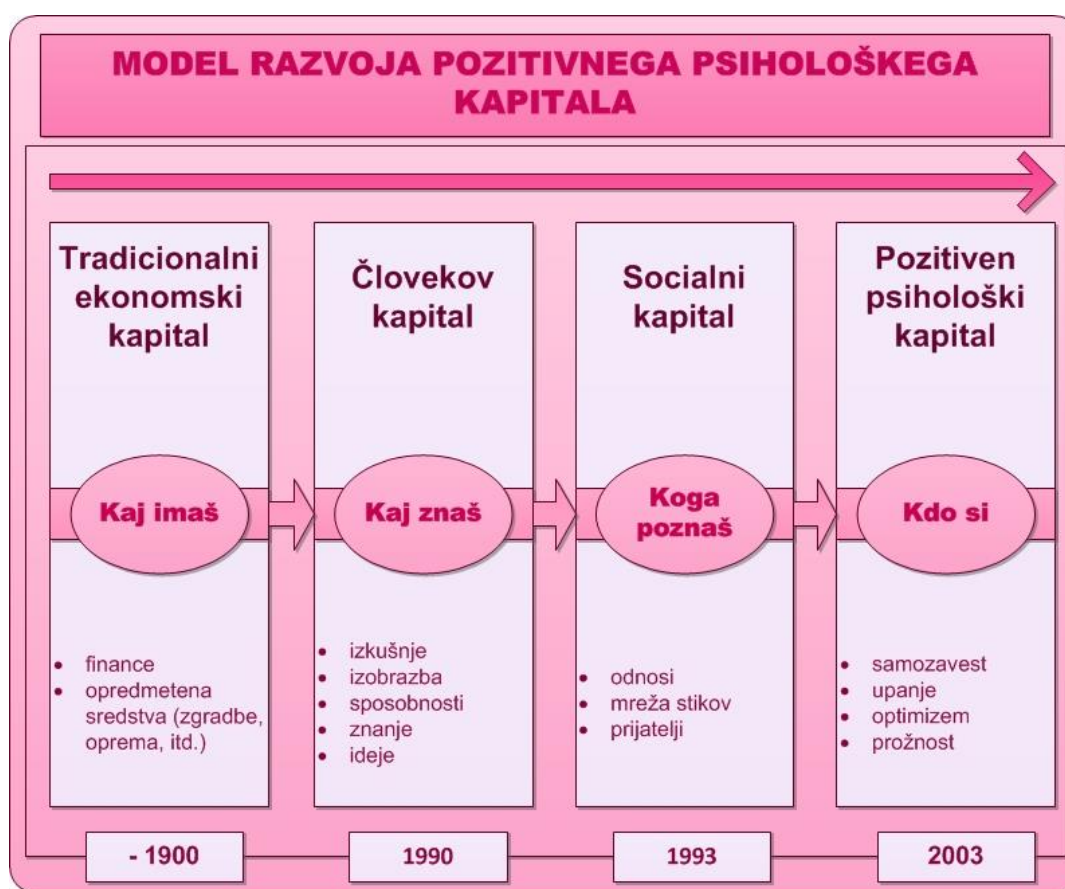 MODEL RAZVOJA POZITIVNEGA PSIHOLOŠKEGA
KAPITALA
Tradicionalni
ekonomski
kapital
Kaj imaš
• finance
• opredmetena
sredstva (zgradbe,
oprema, itd.)
- 1900
Človekov
kapital
Kaj znaš
• izkušnje
• izobrazba
• sposobnosti
• znanje
• ideje
1990
Socialni
kapital
Koga
poznaš
• odnosi
• mreža stikov
• prijatelji
1993
Pozitiven
psihološki
kapital
Kdo si
• samozavest
• upanje
• optimizem
• prožnost
2003